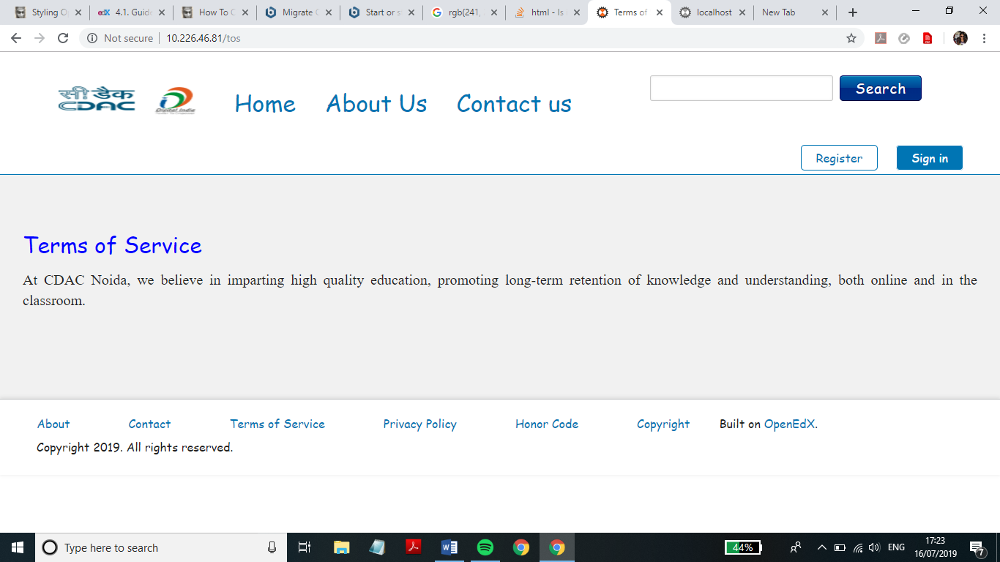 Styling O
4.1. Guid
How To C
Migrate C
Start or s
rgb(241,
html - Is
Terms of
localhost
New Tab
Not secure
10.226.46.81/tos
सी डैक
CDAC
Digital India
Home
About Us
Contact us
Search
Register
Sign in
Terms of Service
At CDAC Noida, we believe in imparting high quality education, promoting long-term retention of knowledge and understanding, both online and in the
classroom.
About
Contact
Terms of Service
Privacy Policy
Honor Code
Copyright
Built on OpenEdX.
Copyright 2019. All rights reserved.
Type here to search
44%
ENG
17:23
16/07/2019
7